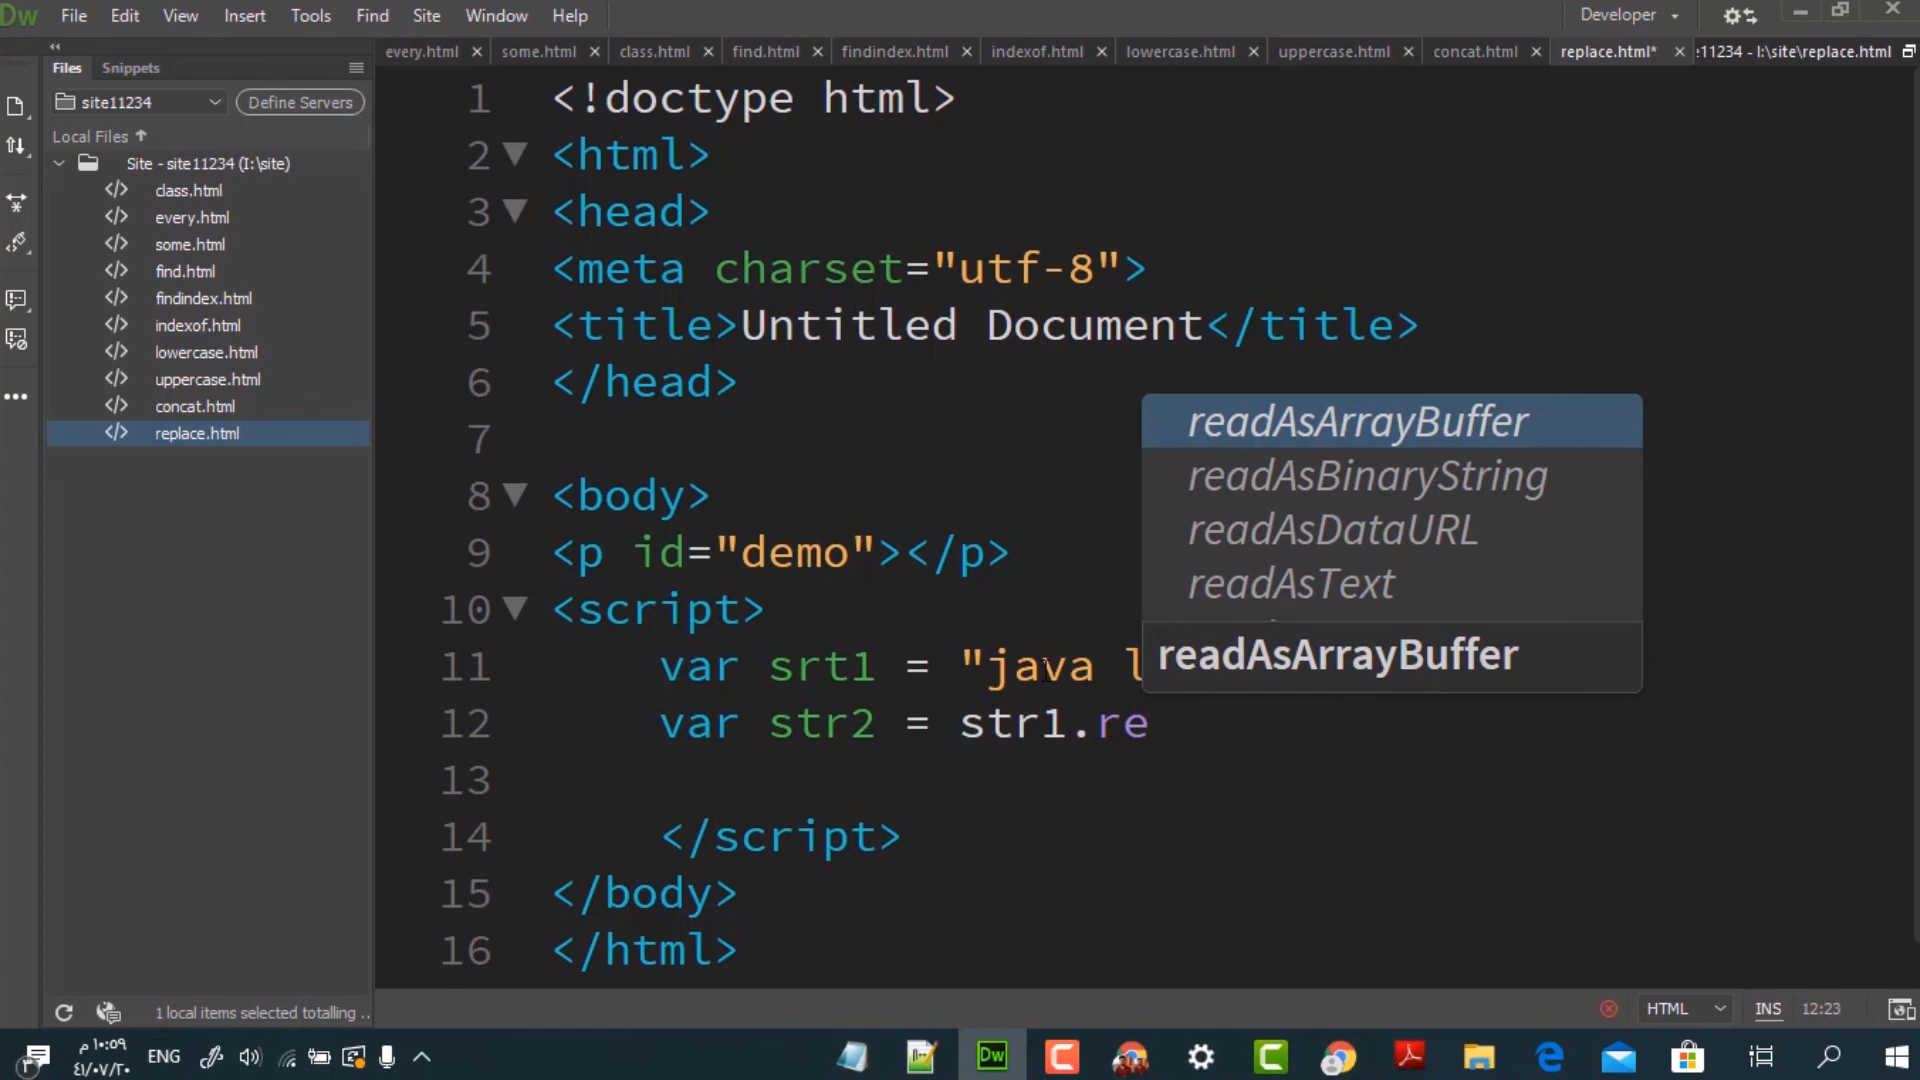 Dw File Edit View Insert Tools Find Site Window Help Developer
every.html some.html class.html find.html findindex.html indexof.html lowercase.html uppercase.html concat.html replace.html* :11234 - I:\site\replace.html
Files Snippets
site11234 Define Servers
Local Files
Site - site11234 (I:\site)
class.html
every.html
some.html
find.html
findindex.html
indexof.html
lowercase.html
uppercase.html
concat.html
replace.html
1 <!doctype html>
2 <html>
3 <head>
4 <meta charset="utf-8">
5 <title>Untitled Document</title>
6 </head>
7
8 <body>
9 <p id="demo"></p>
10 <script>
11 var srt1 = "java l
12 var str2 = str1.re
13
14 </script>
15 </body>
16 </html>
readAsArrayBuffer
readAsBinaryString
readAsDataURL
readAsText
readAsArrayBuffer
1 local items selected totalling ..
HTML INS 12:23
١٠:٥٩ م
ENG
Dw